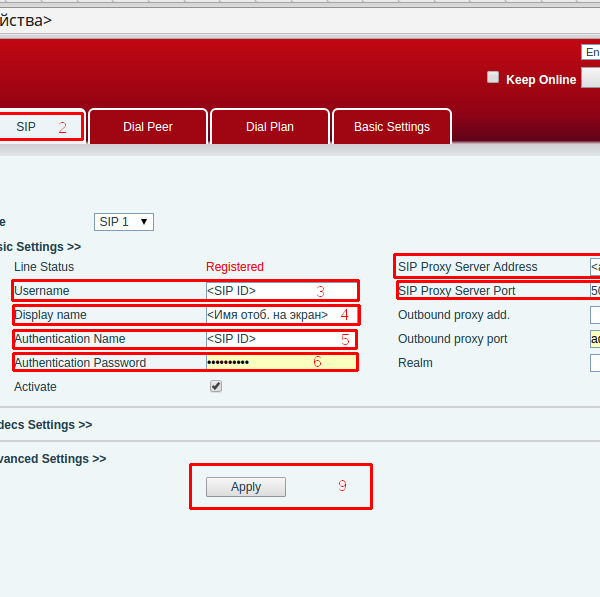 йства>
En
Keep Online
SIP 2 Dial Peer Dial Plan Basic Settings
e SIP 1
sic Settings >>
Line Status Registered SIP Proxy Server Address <a
Username <SIP ID> 3 SIP Proxy Server Port 50
Display name <Имя отоб. на экран> 4 Outbound proxy add.
Authentication Name <SIP ID> 5 Outbound proxy port ad
Authentication Password •••••••••• 6 Realm
Activate
decs Settings >>
vanced Settings >>
Apply 9